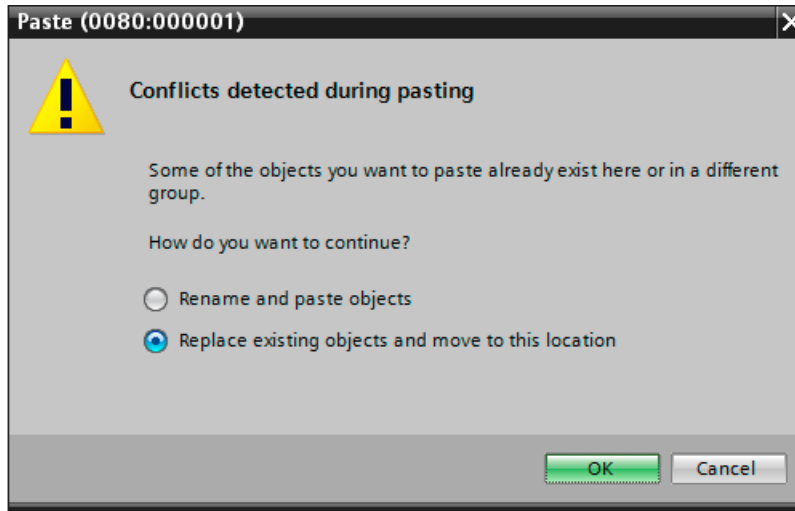 Paste (0080:000001)
Conflicts detected during pasting
Some of the objects you want to paste already exist here or in a different
group.
How do you want to continue?
Rename and paste objects
Replace existing objects and move to this location
OK
Cancel